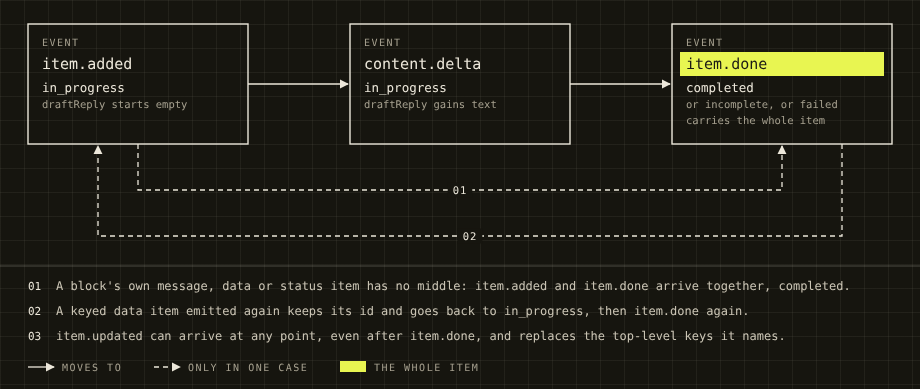 EVENT
item.added
in_progress
draftReply starts empty
EVENT
content.delta
in_progress
draftReply gains text
EVENT
item.done
completed
or incomplete, or failed
carries the whole item
01
02
01 A block's own message, data or status item has no middle: item.added and item.done arrive together, completed.
02 A keyed data item emitted again keeps its id and goes back to in_progress, then item.done again.
03 item.updated can arrive at any point, even after item.done, and replaces the top-level keys it names.
MOVES TO ONLY IN ONE CASE THE WHOLE ITEM